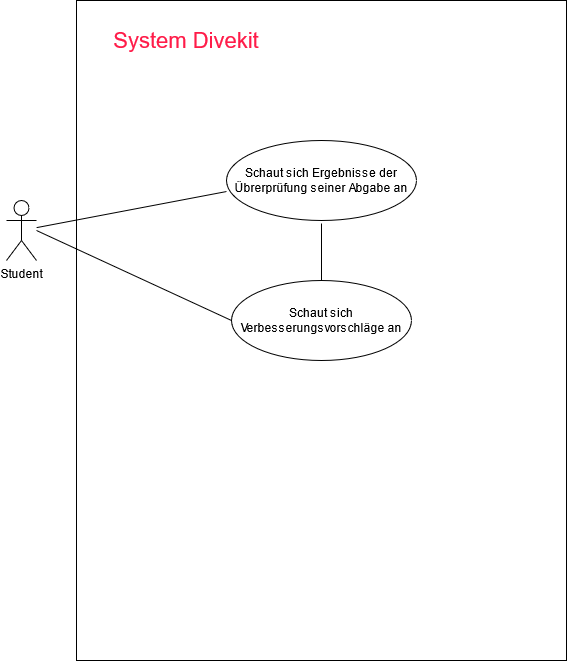 System Divekit
Schaut sich Ergebnisse der
Übrerprüfung seiner Abgabe an
Student
Schaut sich
Verbesserungsvorschläge an